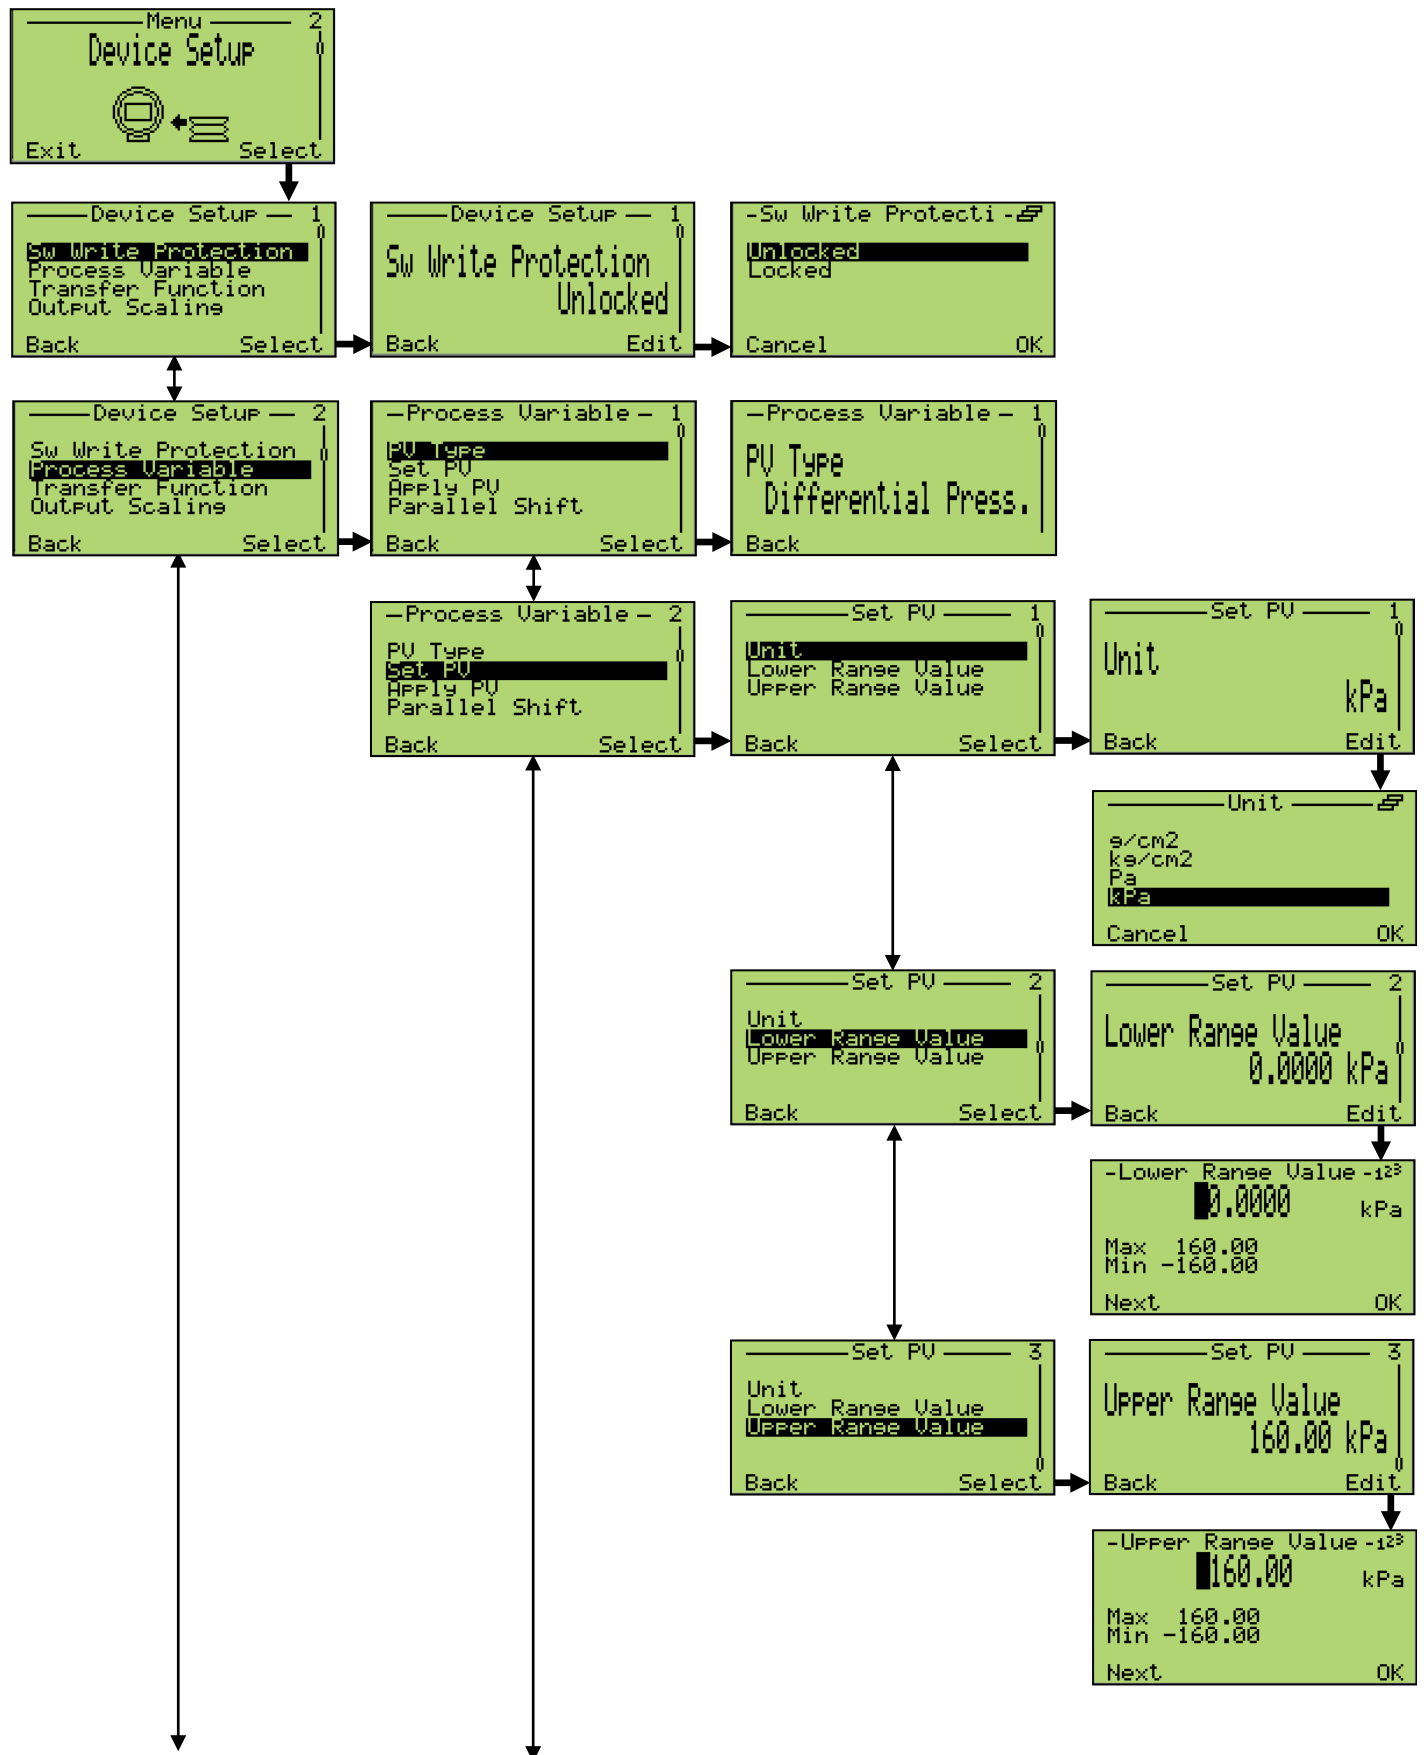 Menu 2
Device Setup
Exit Select
Device Setup 1
Sw Write Protection
Process Variable
Transfer Function
Output Scaling
Back Select
Device Setup 1
Sw Write Protection
Unlocked
Back Edit
-Sw Write Protecti-
Unlocked
Locked
Cancel OK
Device Setup 2
Sw Write Protection
Process Variable
Transfer Function
Output Scaling
Back Select
Process Variable 1
PV Type
Set PV
Apply PV
Parallel Shift
Back Select
Process Variable 1
PV Type
Differential Press.
Back
Process Variable 2
PV Type
Set PV
Apply PV
Parallel Shift
Back Select
Set PV 1
Unit
Lower Range Value
Upper Range Value
Back Select
Set PV 1
Unit
kPa
Back Edit
Unit
g/cm2
kg/cm2
Pa
kPa
Cancel OK
Set PV 2
Unit
Lower Range Value
Upper Range Value
Back Select
Set PV 2
Lower Range Value
0.0000 kPa
Back Edit
-Lower Range Value-123
0.0000 kPa
Max 160.00
Min -160.00
Next OK
Set PV 3
Unit
Lower Range Value
Upper Range Value
Back Select
Set PV 3
Upper Range Value
160.00 kPa
Back Edit
-Upper Range Value-123
160.00 kPa
Max 160.00
Min -160.00
Next OK